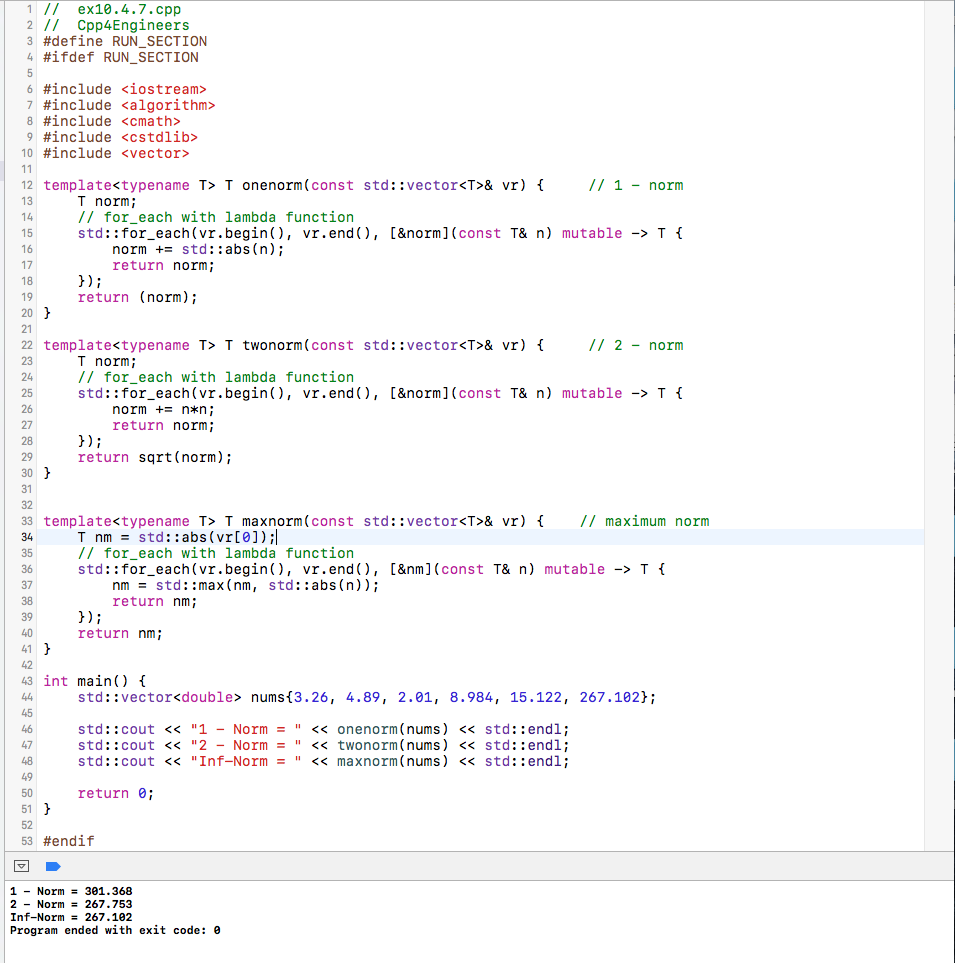 1 //  ex10.4.7.cpp
2 //  Cpp4Engineers
3 #define RUN_SECTION
4 #ifdef RUN_SECTION
5
6 #include <iostream>
7 #include <algorithm>
8 #include <cmath>
9 #include <cstdlib>
10 #include <vector>
11
12 template<typename T> T onenorm(const std::vector<T>& vr) {     // 1 - norm
13     T norm;
14     // for_each with lambda function
15     std::for_each(vr.begin(), vr.end(), [&norm](const T& n) mutable -> T {
16         norm += std::abs(n);
17         return norm;
18     });
19     return (norm);
20 }
21
22 template<typename T> T twonorm(const std::vector<T>& vr) {     // 2 - norm
23     T norm;
24     // for_each with lambda function
25     std::for_each(vr.begin(), vr.end(), [&norm](const T& n) mutable -> T {
26         norm += n*n;
27         return norm;
28     });
29     return sqrt(norm);
30 }
31
32
33 template<typename T> T maxnorm(const std::vector<T>& vr) {    // maximum norm
34     T nm = std::abs(vr[0]);
35     // for_each with lambda function
36     std::for_each(vr.begin(), vr.end(), [&nm](const T& n) mutable -> T {
37         nm = std::max(nm, std::abs(n));
38         return nm;
39     });
40     return nm;
41 }
42
43 int main() {
44     std::vector<double> nums{3.26, 4.89, 2.01, 8.984, 15.122, 267.102};
45
46     std::cout << "1 - Norm = " << onenorm(nums) << std::endl;
47     std::cout << "2 - Norm = " << twonorm(nums) << std::endl;
48     std::cout << "Inf-Norm = " << maxnorm(nums) << std::endl;
49
50     return 0;
51 }
52
53 #endif
1 - Norm = 301.368
2 - Norm = 267.753
Inf-Norm = 267.102
Program ended with exit code: 0